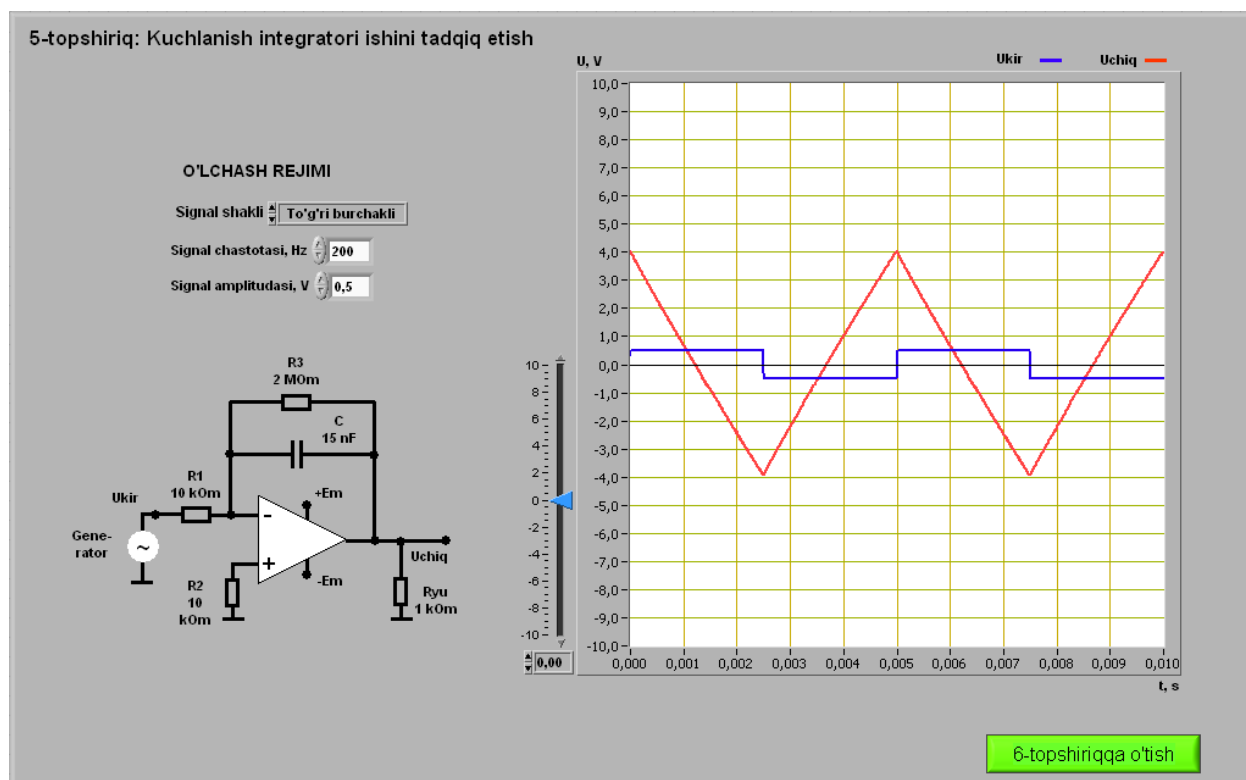 5-topshiriq: Kuchlanish integratori ishini tadqiq etish
O'LCHASH REJIMI
Signal shakli To'g'ri burchakli
Signal chastotasi, Hz 200
Signal amplitudasi, V 0,5
R3
2 MOm
C
15 nF
R1
10 kOm
Ukir
+Em
-
Gene-
rator
~
+
Uchiq
-Em
R2
10
kOm
Ryu
1 kOm
10
8
6
4
2
0
-2
-4
-6
-8
-10
0,00
U, V
Ukir
Uchiq
10,0
9,0
8,0
7,0
6,0
5,0
4,0
3,0
2,0
1,0
0,0
-1,0
-2,0
-3,0
-4,0
-5,0
-6,0
-7,0
-8,0
-9,0
-10,0
0,000 0,001 0,002 0,003 0,004 0,005 0,006 0,007 0,008 0,009 0,010
t, s
6-topshiriqqa o'tish